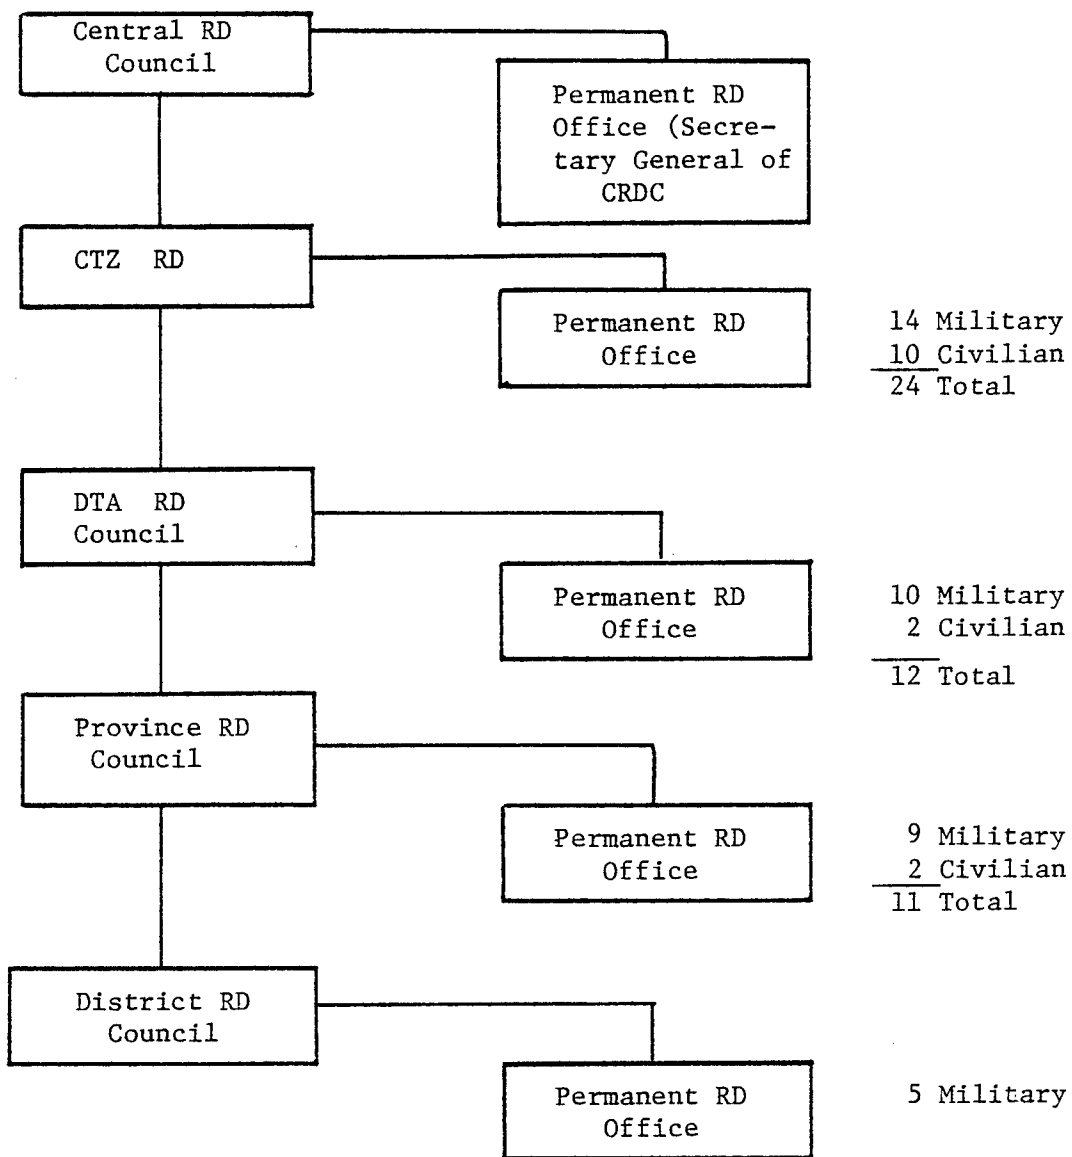 Central RD
Council
Permanent RD
Office (Secre-
tary General of
CRDC
CTZ RD
Permanent RD
Office
14 Military
10 Civilian
24 Total
DTA RD
Council
Permanent RD
Office
10 Military
2 Civilian
12 Total
Province RD
Council
Permanent RD
Office
9 Military
2 Civilian
11 Total
District RD
Council
Permanent RD
Office
5 Military